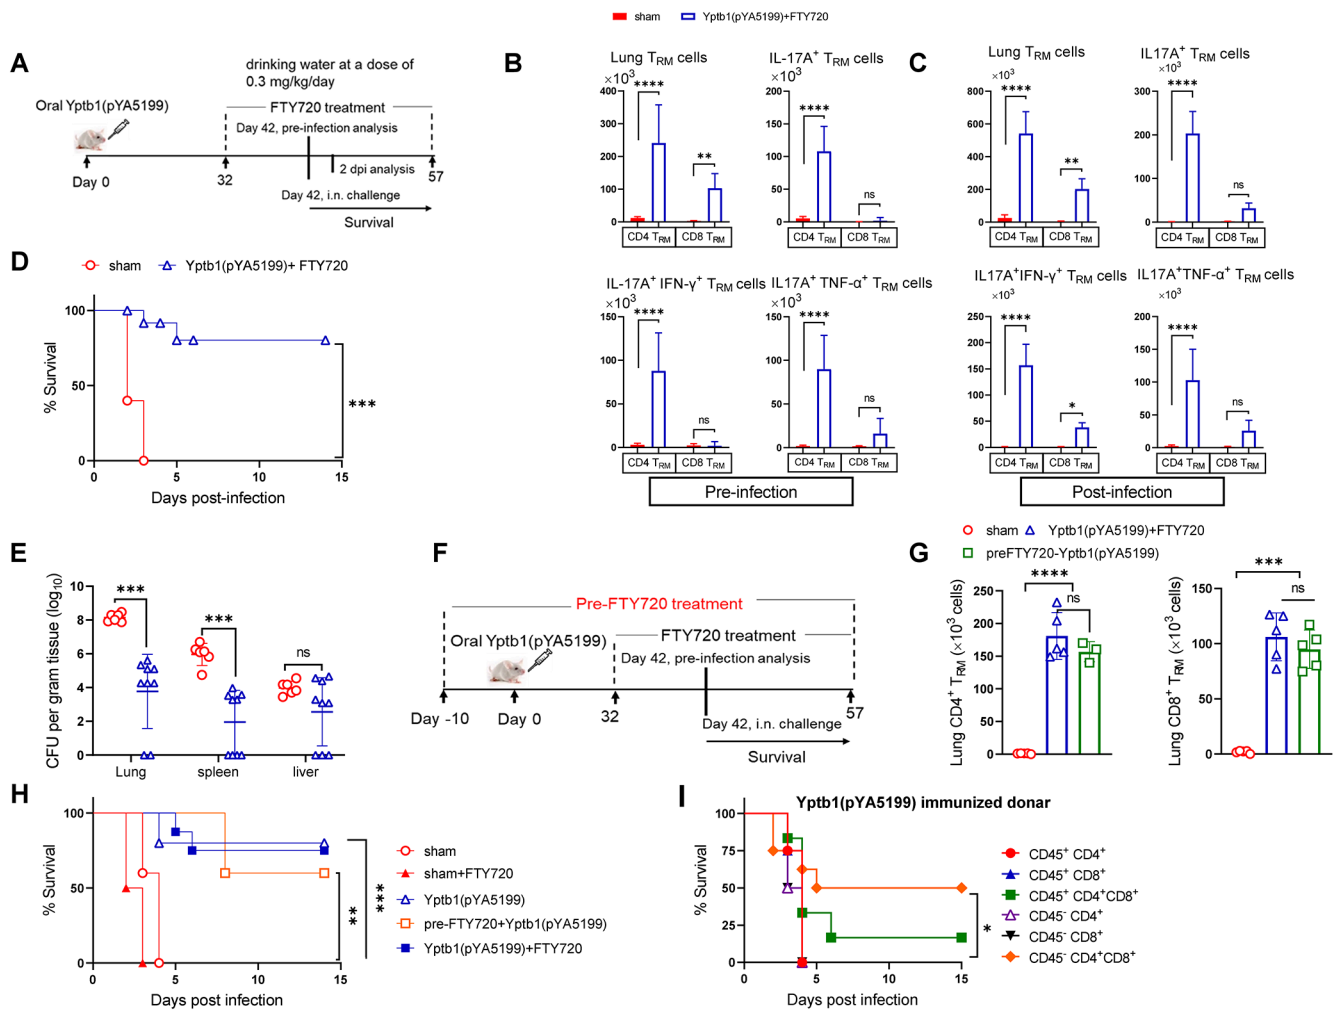 sham
Yptb1(pYA5199)+FTY720
A
drinking water at a dose of
0.3 mg/kg/day
Oral Yptb1(pYA5199)
FTY720 treatment
Day 42, pre-infection analysis
2 dpi analysis
Day 0
32
57
Day 42, i.n. challenge
Survival
B
Lung TRM cells
×10³
400
300
200
100
0
****
**
CD4 TRM
CD8 TRM
IL-17A⁺ TRM cells
×10³
200
150
100
50
0
****
ns
CD4 TRM
CD8 TRM
IL-17A⁺ IFN-γ⁺ TRM cells
×10³
150
100
50
0
****
ns
CD4 TRM
CD8 TRM
IL17A⁺ TNF-α⁺ TRM cells
×10³
150
100
50
0
****
ns
CD4 TRM
CD8 TRM
Pre-infection
C
Lung TRM cells
×10³
800
600
400
200
0
****
**
CD4 TRM
CD8 TRM
IL17A⁺ TRM cells
×10³
300
200
100
0
****
ns
CD4 TRM
CD8 TRM
IL17A⁺IFN-γ⁺ TRM cells
×10³
250
200
150
100
50
0
****
*
CD4 TRM
CD8 TRM
IL17A⁺TNF-α⁺ TRM cells
×10³
200
150
100
50
0
****
ns
CD4 TRM
CD8 TRM
Post-infection
D
sham
Yptb1(pYA5199)+ FTY720
% Survival
100
50
0
0 5 10 15
Days post-infection
***
E
CFU per gram tissue (log₁₀)
10
8
6
4
2
0
***
***
ns
Lung spleen liver
F
Pre-FTY720 treatment
Oral Yptb1(pYA5199)
FTY720 treatment
Day 42, pre-infection analysis
Day -10
Day 0
32
57
Day 42, i.n. challenge
Survival
G
sham
Yptb1(pYA5199)+FTY720
preFTY720-Yptb1(pYA5199)
Lung CD4⁺ TRM (×10³ cells)
250
200
150
100
50
0
****
ns
Lung CD8⁺ TRM (×10³ cells)
150
100
50
0
***
ns
H
% Survival
100
50
0
0 5 10 15
Days post infection
**
***
sham
sham+FTY720
Yptb1(pYA5199)
pre-FTY720+Yptb1(pYA5199)
Yptb1(pYA5199)+FTY720
I
Yptb1(pYA5199) immunized donar
% Survival
100
75
50
25
0
0 5 10 15
Days post infection
*
CD45⁺ CD4⁺
CD45⁺ CD8⁺
CD45⁺ CD4⁺CD8⁺
CD45⁻ CD4⁺
CD45⁻ CD8⁺
CD45⁻ CD4⁺CD8⁺